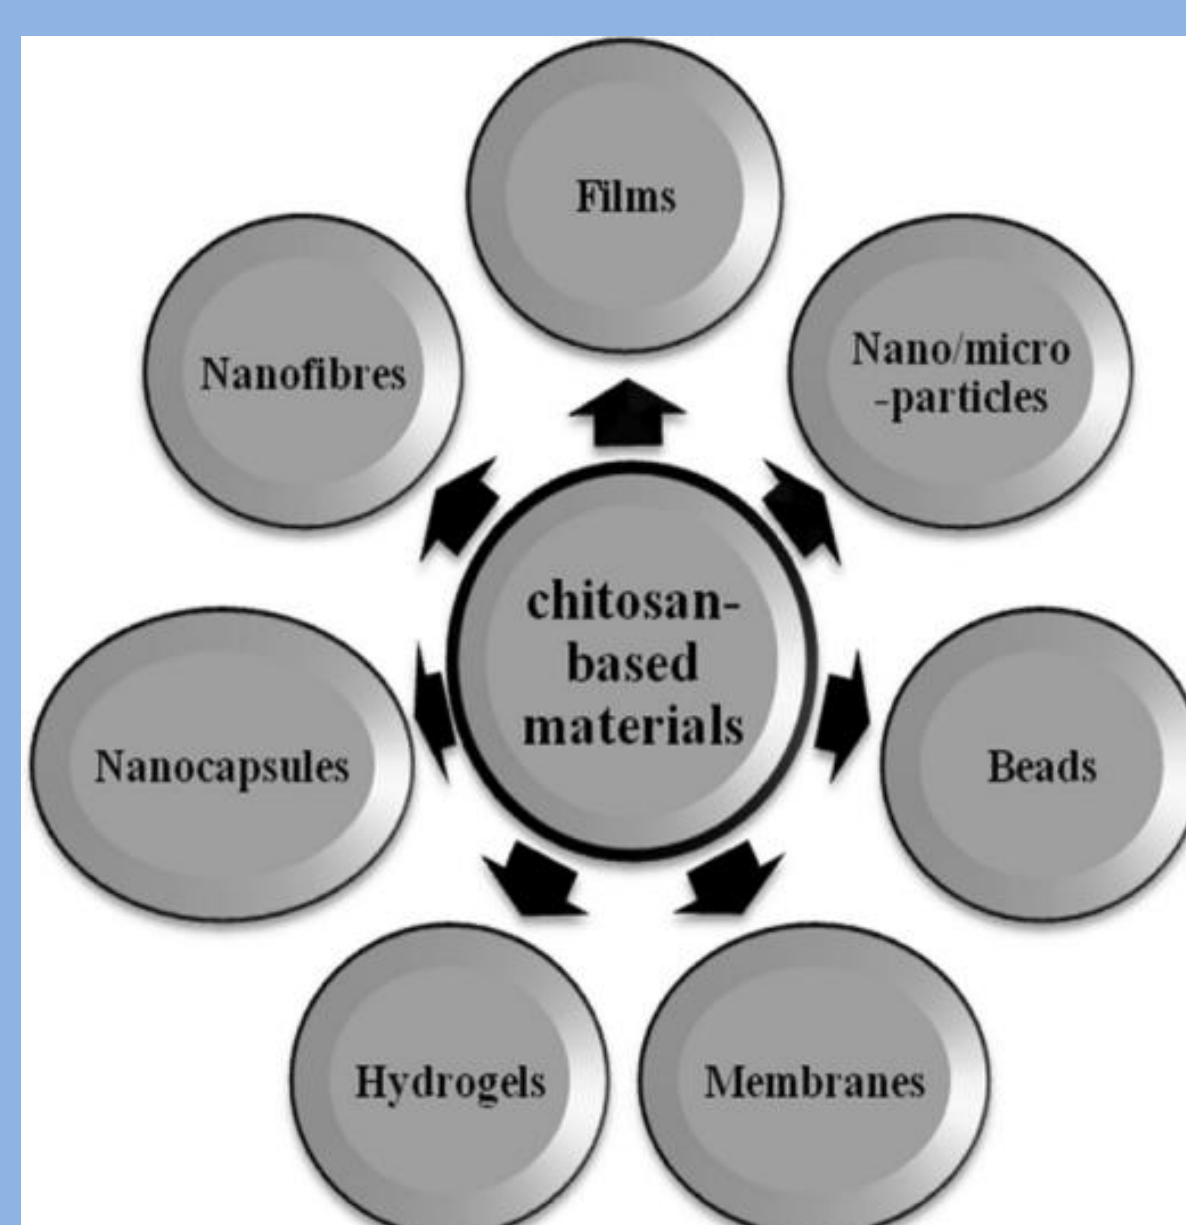 Films
Nanofibres
Nano/micro
-particles
chitosan-
based
materials
Nanocapsules
Beads
Hydrogels
Membranes